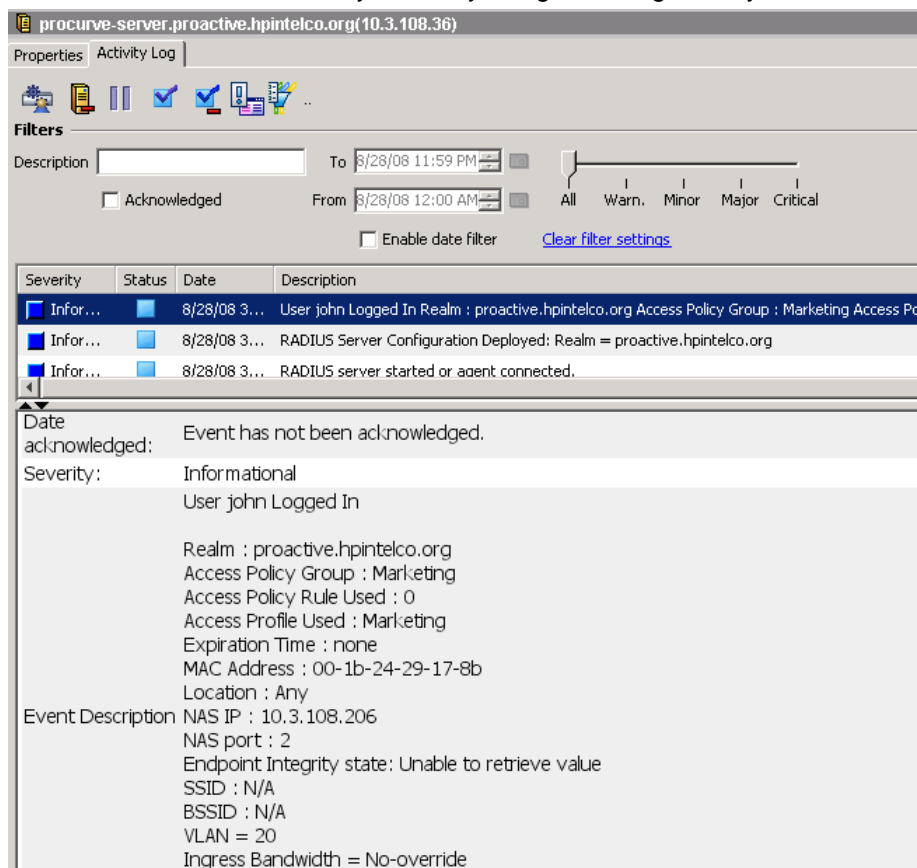 procurve-server.proactive.hpintelco.org(10.3.108.36)
Properties Activity Log
..
Filters
Description To 8/28/08 11:59 PM
Acknowledged From 8/28/08 12:00 AM All Warn. Minor Major Critical
Enable date filter Clear filter settings
Severity Status Date Description
Infor... 8/28/08 3... User john Logged In Realm : proactive.hpintelco.org Access Policy Group : Marketing Access Po
Infor... 8/28/08 3... RADIUS Server Configuration Deployed: Realm = proactive.hpintelco.org
Infor... 8/28/08 3... RADIUS server started or agent connected.
Date acknowledged: Event has not been acknowledged.
Severity: Informational
User john Logged In
Realm : proactive.hpintelco.org
Access Policy Group : Marketing
Access Policy Rule Used : 0
Access Profile Used : Marketing
Expiration Time : none
MAC Address : 00-1b-24-29-17-8b
Location : Any
Event Description NAS IP : 10.3.108.206
NAS port : 2
Endpoint Integrity state: Unable to retrieve value
SSID : N/A
BSSID : N/A
VLAN = 20
Ingress Bandwidth = No-override